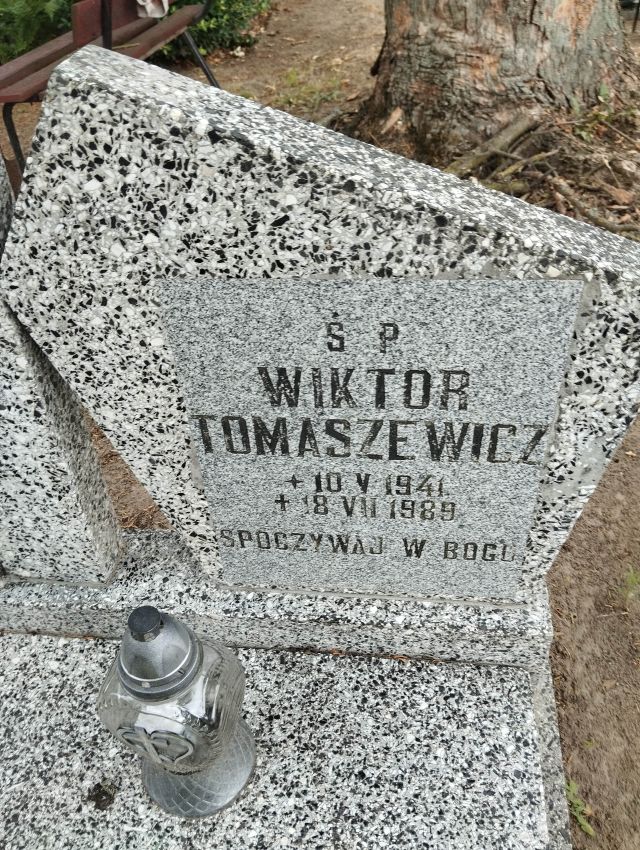 Ś P
WIKTOR
TOMASZEWICZ
+ 10 V 1941
+ 18 VII 1989
SPOCZYWAJ W BOGU